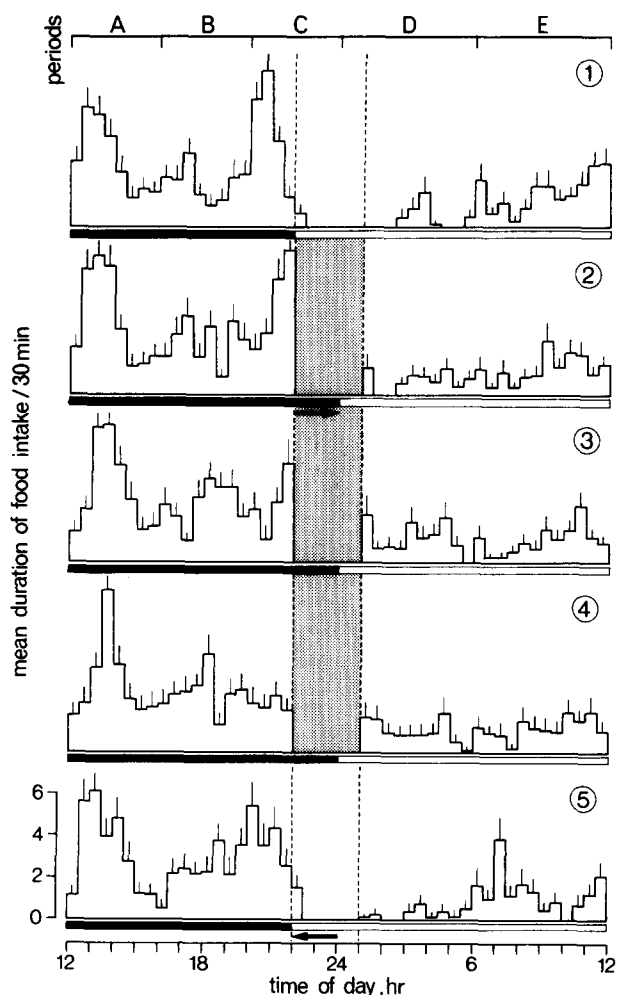 periods
A B C D E
①
②
③
④
⑤
mean duration of food intake / 30 min
6
4
2
0
12 18 24 6 12
time of day, hr